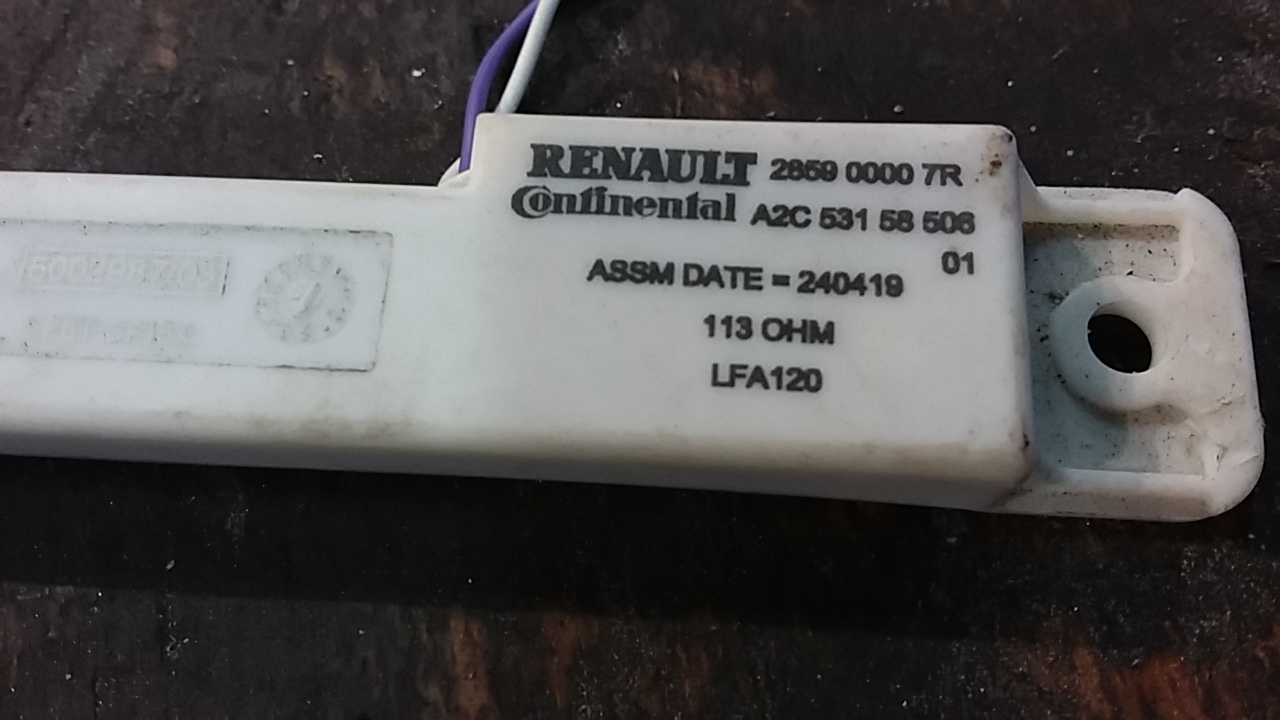 RENAULT 2859 0000 7R
Continental A2C 531 58 506
01
ASSM DATE = 240419
113 OHM
LFA120